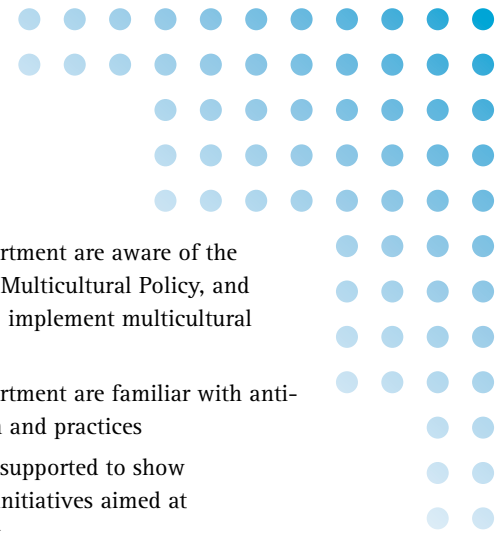 rtment are aware of the
Multicultural Policy, and
implement multicultural
rtment are familiar with anti-
and practices
supported to show
nitiatives aimed at